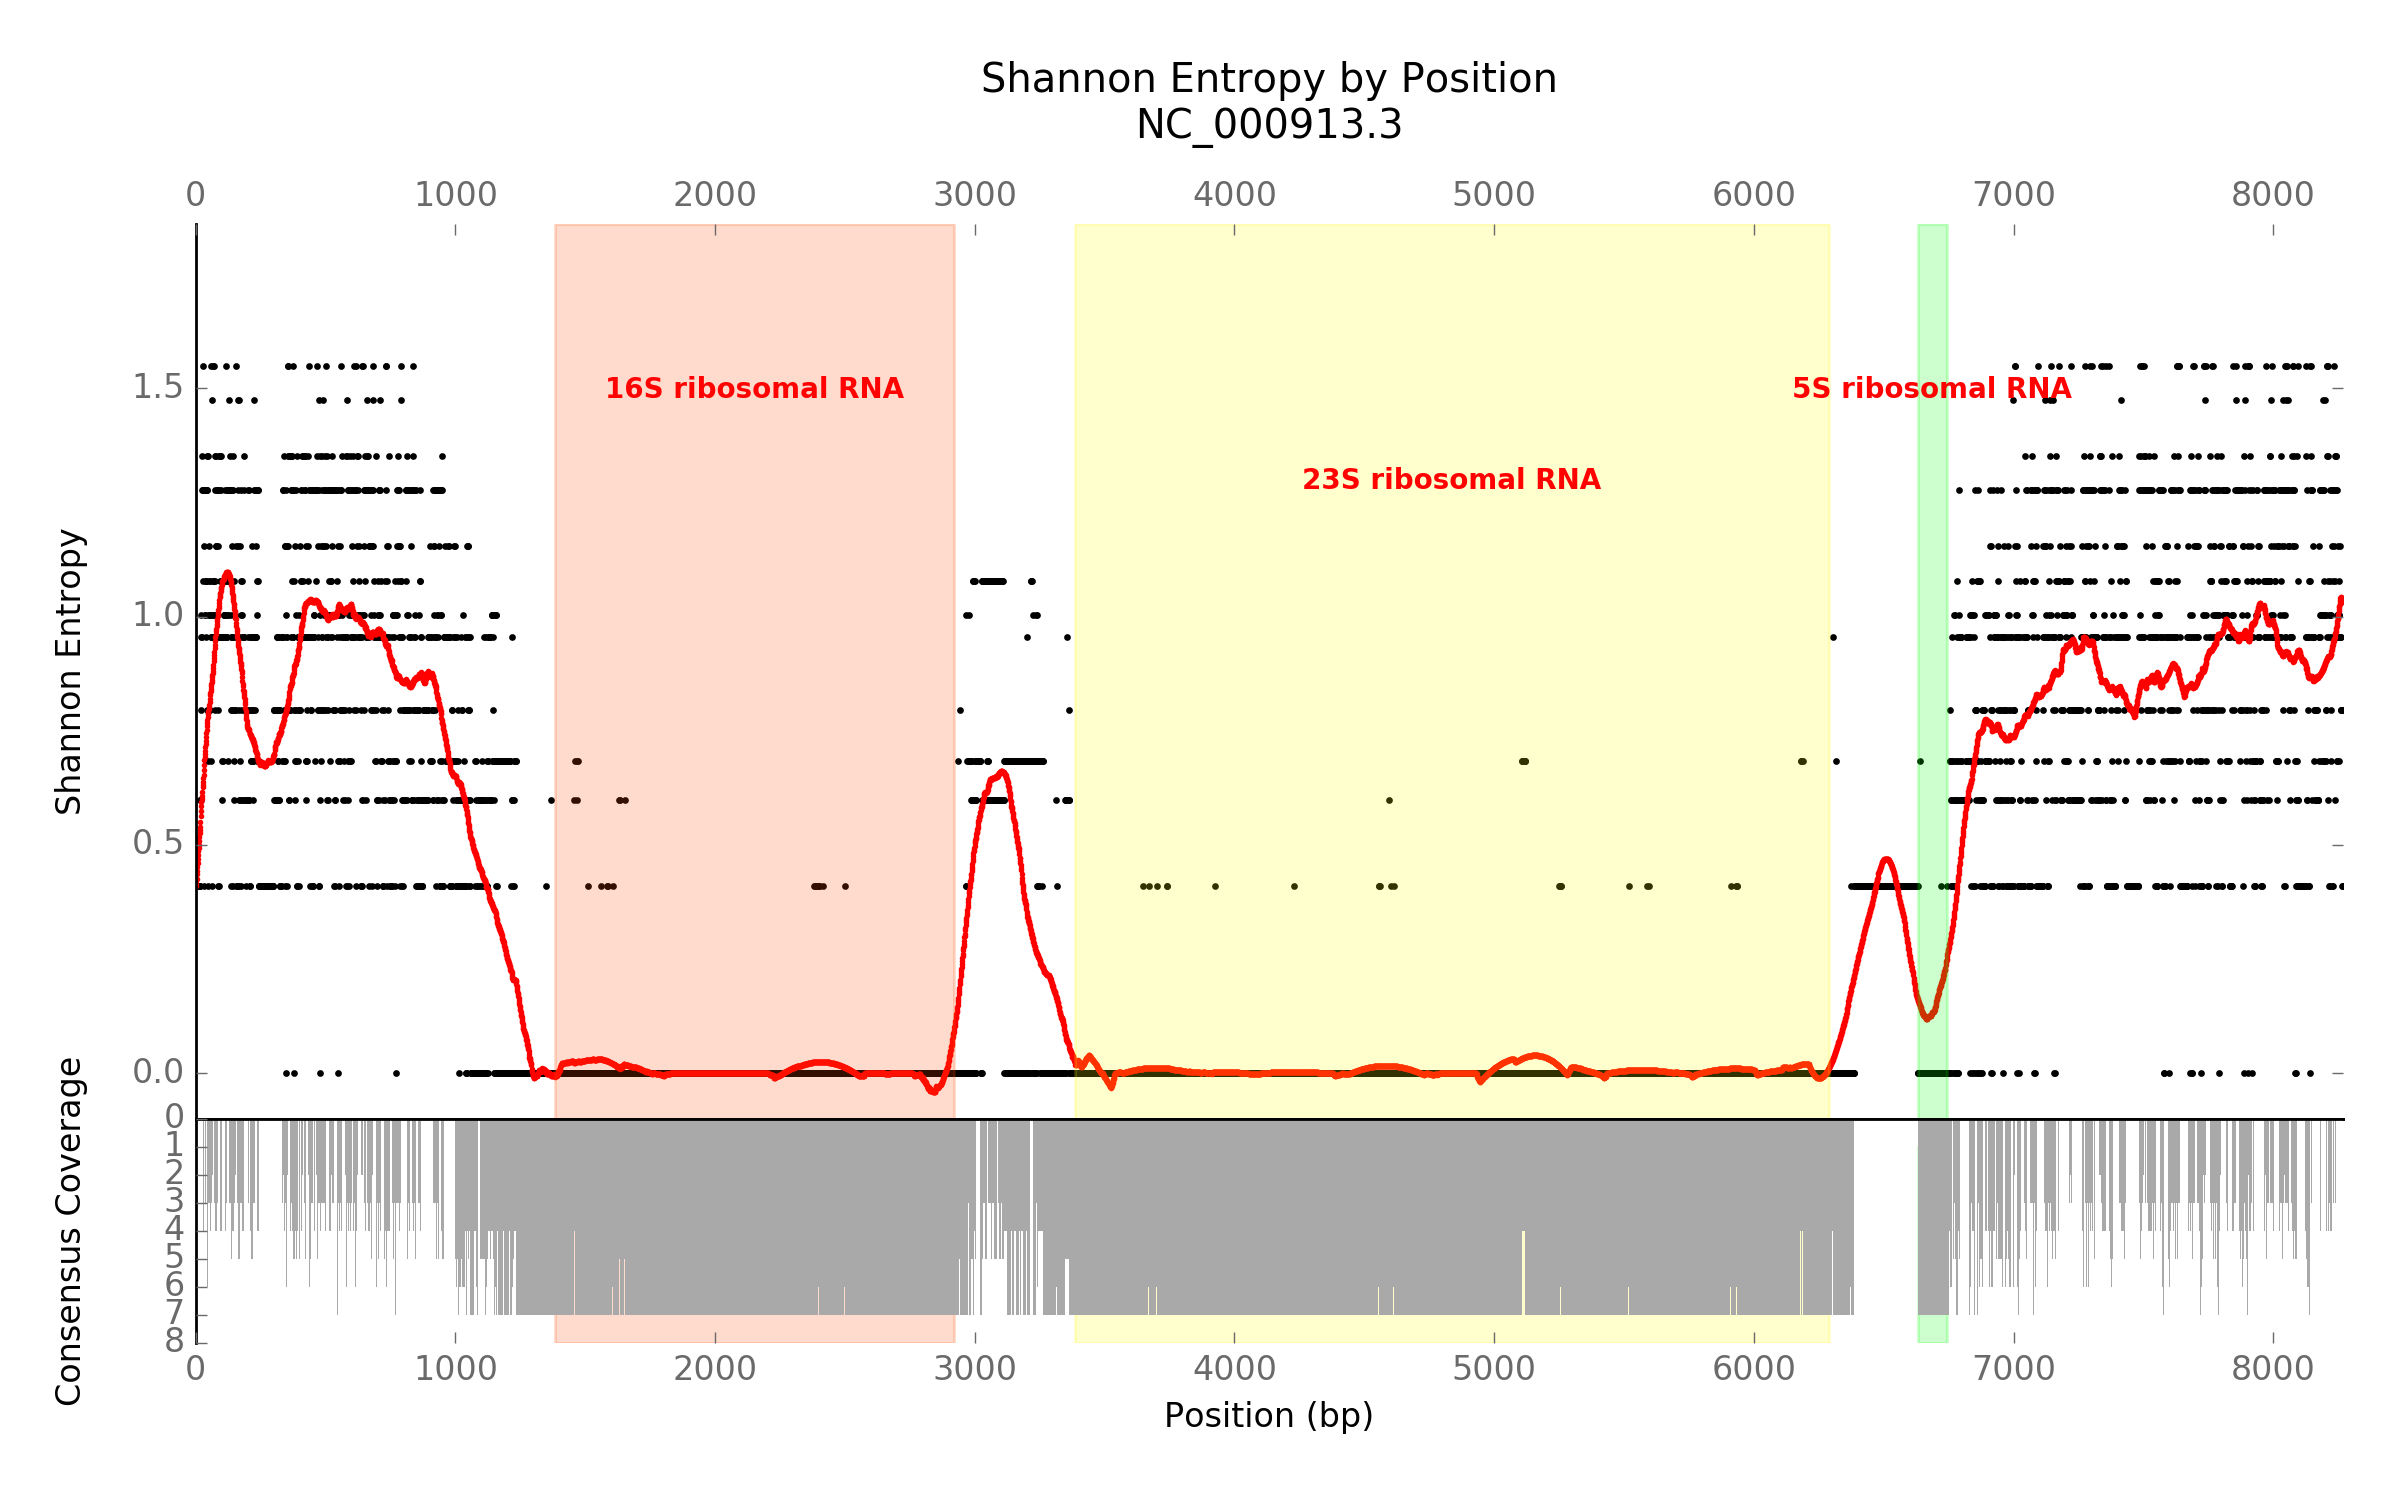 Shannon Entropy by Position
NC_000913.3
0 1000 2000 3000 4000 5000 6000 7000 8000
Shannon Entropy
1.5
1.0
0.5
0.0
16S ribosomal RNA
5S ribosomal RNA
23S ribosomal RNA
Consensus Coverage
0
1
2
3
4
5
6
7
8
0 1000 2000 3000 4000 5000 6000 7000 8000
Position (bp)